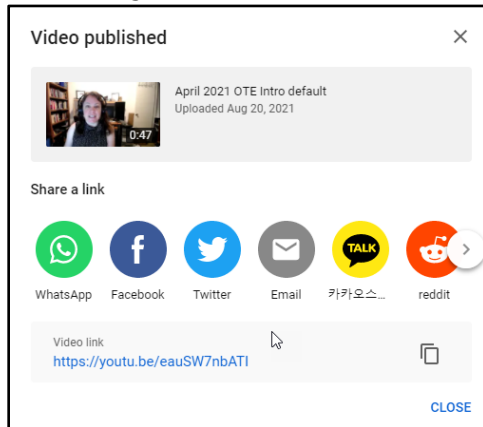 Video published
April 2021 OTE Intro default
Uploaded Aug 20, 2021
0:47
Share a link
f
TALK
WhatsApp
Facebook
Twitter
Email
카카오스...
reddit
Video link
https://youtu.be/eauSW7nbATI
CLOSE